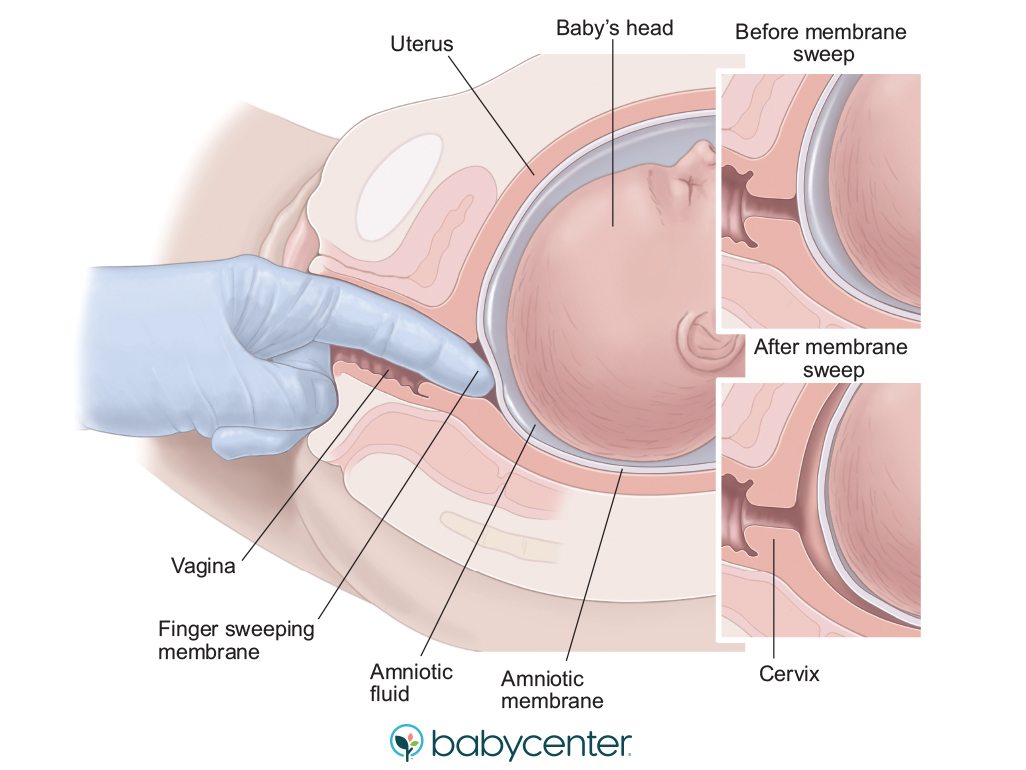 Baby’s head
Uterus
Before membrane
sweep
After membrane
sweep
Vagina
Finger sweeping
membrane
Amniotic
fluid
Amniotic
membrane
Cervix
babycenter